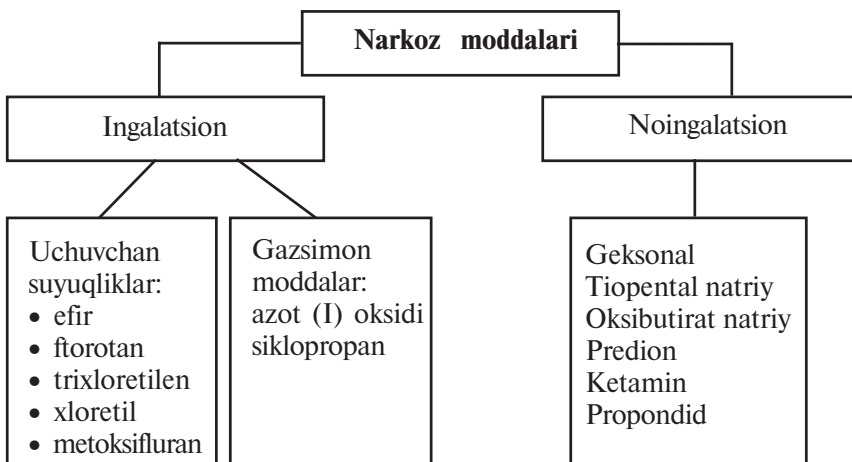 Narkoz moddalari
Ingalatsion
Noingalatsion
Uchuvchan
suyuqliklar:
• efir
• ftorotan
• trixloretilen
• xloretil
• metoksifluran
Gazsimon
moddalar:
azot (I) oksidi
siklopropan
Geksonal
Tiopental natriy
Oksibutirat natriy
Predion
Ketamin
Propondid